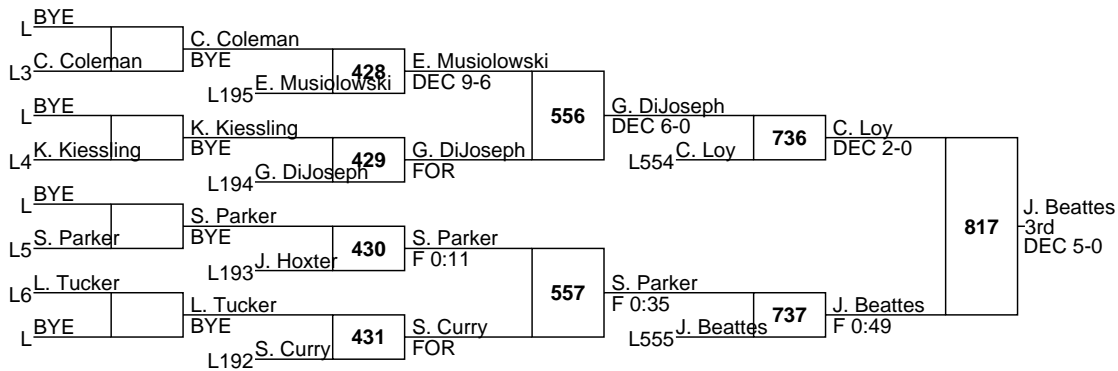 L BYE
L3 C. Coleman
C. Coleman
BYE
428
L195 E. Musiolowski
E. Musiolowski
DEC 9-6
L BYE
L4 K. Kiessling
K. Kiessling
BYE
429
L194 G. DiJoseph
G. DiJoseph
FOR
556
G. DiJoseph
DEC 6-0
L554 C. Loy
736
C. Loy
DEC 2-0
L BYE
L5 S. Parker
S. Parker
BYE
430
L193 J. Hoxter
S. Parker
F 0:11
L6 L. Tucker
L BYE
L. Tucker
BYE
431
L192 S. Curry
S. Curry
FOR
557
S. Parker
F 0:35
L555 J. Beattes
737
J. Beattes
F 0:49
817
J. Beattes
3rd
DEC 5-0